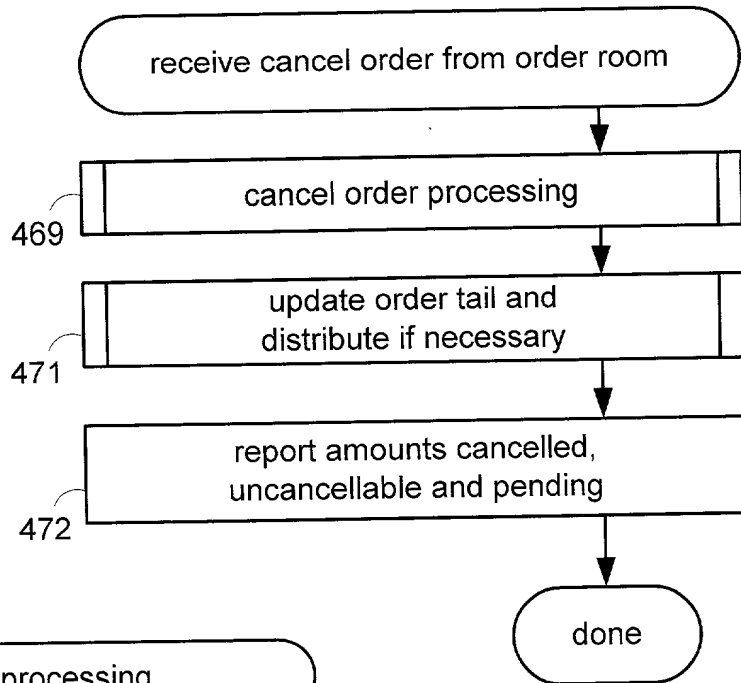 receive cancel order from order room
cancel order processing
469
update order tail and
distribute if necessary
471
report amounts cancelled,
uncancellable and pending
472
done
processing